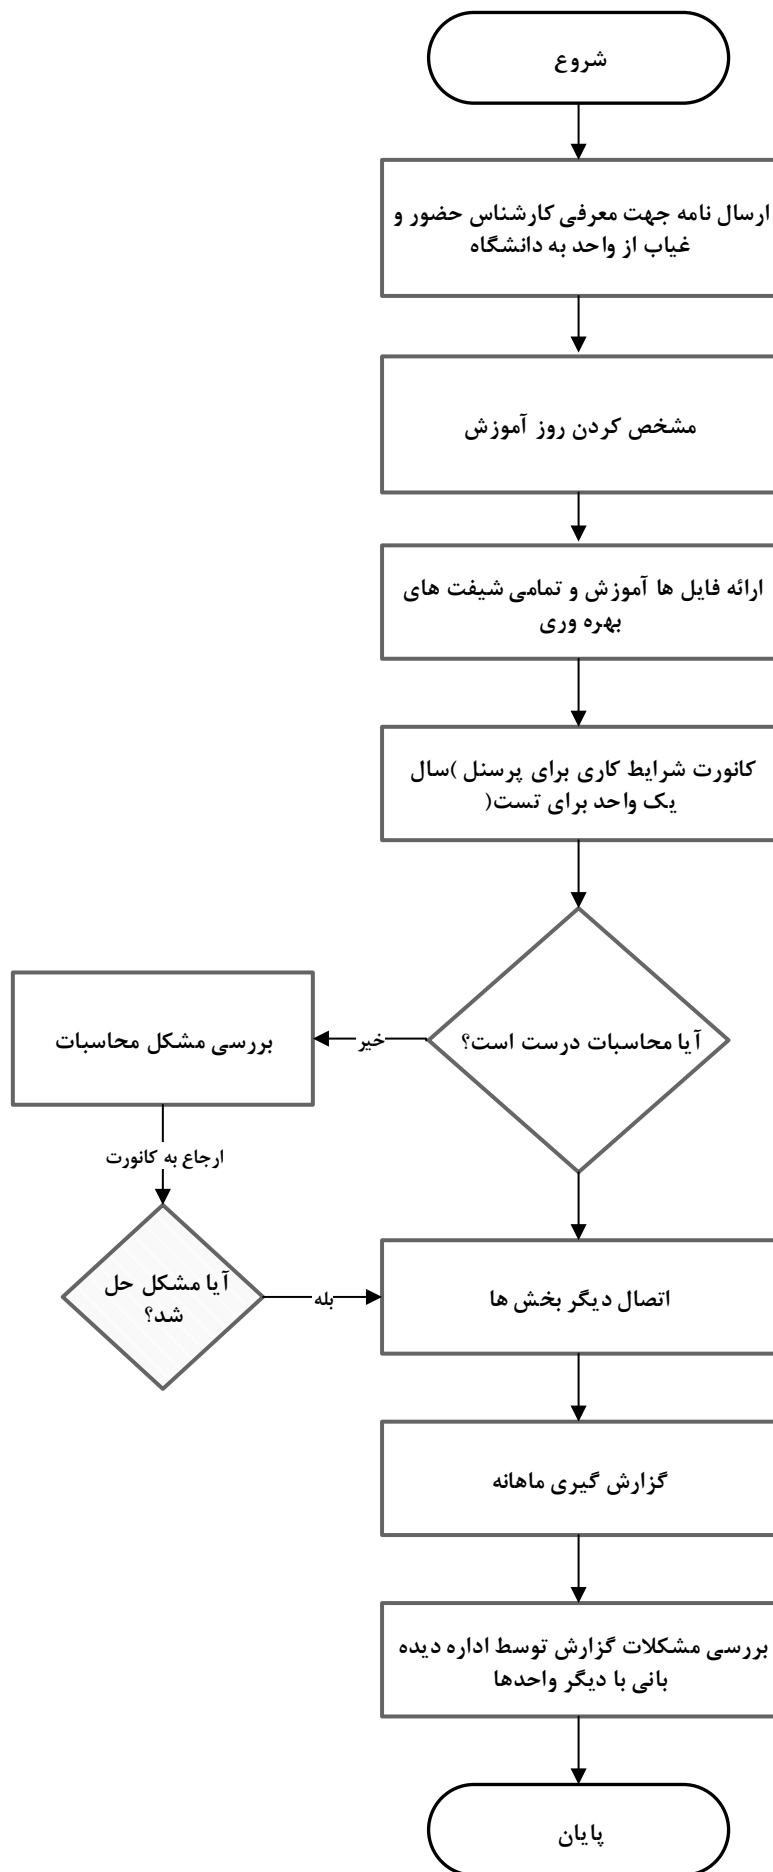 شروع
ارسال نامه جهت معرفی کارشناس حضور و
غیاب از واحد به دانشگاه
مشخص کردن روز آموزش
ارائه فایل ها آموزش و تمامی شیفت های
بهره وری
کانورت شرایط کاری برای پرسنل )سال
یک واحد برای تست(
آیا محاسبات درست است؟
خیر
بررسی مشکل محاسبات
ارجاع به کانورت
آیا مشکل حل
شد؟
بله
اتصال دیگر بخش ها
گزارش گیری ماهانه
بررسی مشکلات گزارش توسط اداره دیده
بانی با دیگر واحدها
پایان